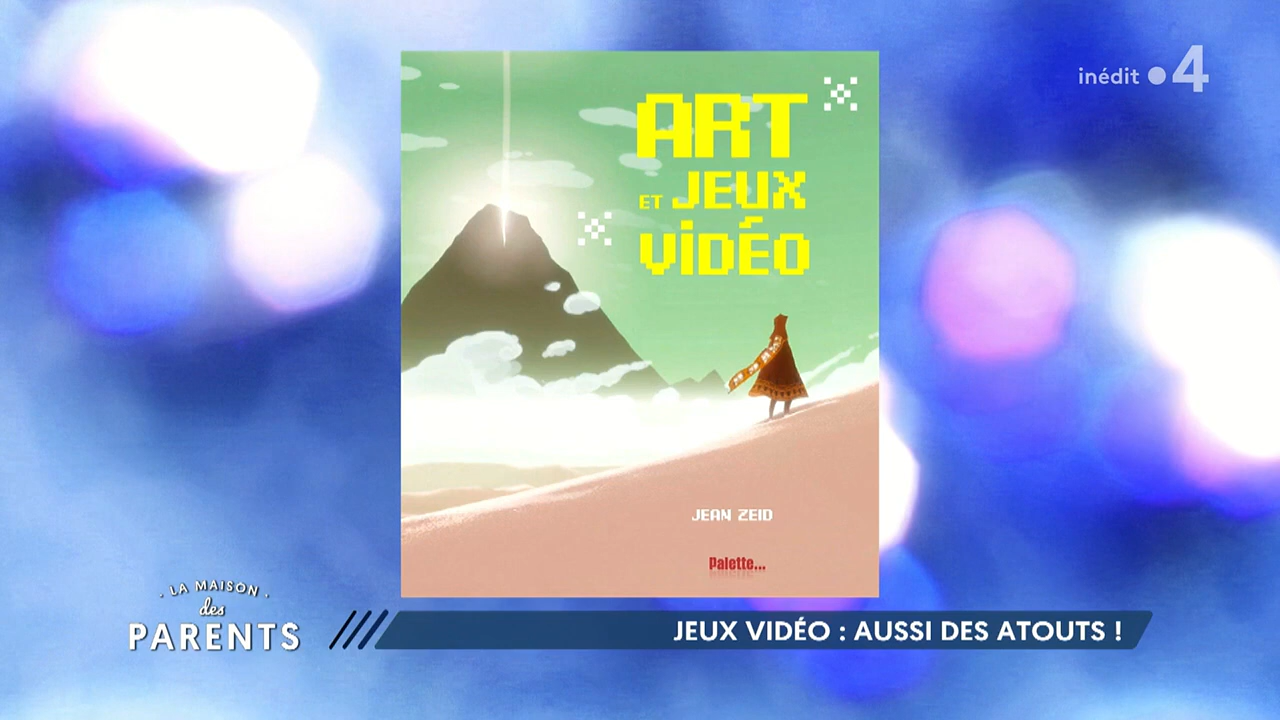 inédit 4
ART
ET JEUX
VIDÉO
JEAN ZEID
Palette...
· LA MAISON ·
des
PARENTS
JEUX VIDÉO : AUSSI DES ATOUTS !